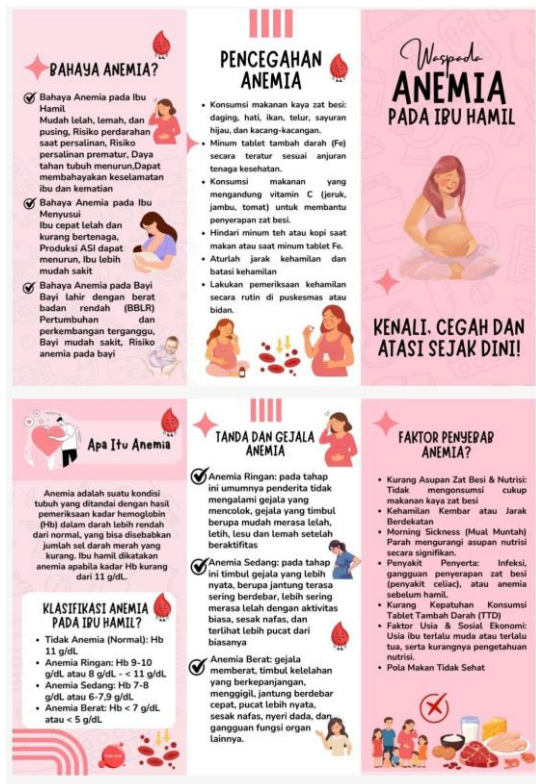 BAHAYA ANEMIA?
Bahaya Anemia pada Ibu
Hamil
Mudah lelah, lemah, dan
pusing, Risiko perdarahan
saat persalinan, Risiko
persalinan prematur, Daya
tahan tubuh menurun,Dapat
membahayakan keselamatan
ibu dan kematian
Bahaya Anemia pada Ibu
Menyusui
Ibu cepat lelah dan
kurang bertenaga,
Produksi ASI dapat
menurun, Ibu lebih
mudah sakit
Bahaya Anemia pada Bayi
Bayi lahir dengan berat
badan rendah (BBLR)
Pertumbuhan dan
perkembangan terganggu,
Bayi mudah sakit, Risiko
anemia pada bayi
PENCEGAHAN
ANEMIA
• Konsumsi makanan kaya zat besi:
daging, hati, ikan, telur, sayuran
hijau, dan kacang-kacangan.
• Minum tablet tambah darah (Fe)
secara teratur sesuai anjuran
tenaga kesehatan.
• Konsumsi makanan yang
mengandung vitamin C (jeruk,
jambu, tomat) untuk membantu
penyerapan zat besi.
• Hindari minum teh atau kopi saat
makan atau saat minum tablet Fe.
• Aturlah jarak kehamilan dan
batasi kehamilan
• Lakukan pemeriksaan kehamilan
secara rutin di puskesmas atau
bidan.
Waspada
ANEMIA
PADA IBU HAMIL
KENALI, CEGAH DAN
ATASI SEJAK DINI!
Apa Itu Anemia
Anemia adalah suatu kondisi
tubuh yang ditandai dengan hasil
pemeriksaan kadar hemoglobin
(Hb) dalam darah lebih rendah
dari normal, yang bisa disebabkan
jumlah sel darah merah yang
kurang. Ibu hamil dikatakan
anemia apabila kadar Hb kurang
dari 11 g/dL.
KLASIFIKASI ANEMIA
PADA IBU HAMIL?
• Tidak Anemia (Normal): Hb
11 g/dL
• Anemia Ringan: Hb 9-10
g/dL atau 8 g/dL - < 11 g/dL
• Anemia Sedang: Hb 7-8
g/dL atau 6-7,9 g/dL
• Anemia Berat: Hb < 7 g/dL
atau < 5 g/dL
TANDA DAN GEJALA
ANEMIA
Anemia Ringan: pada tahap
ini umumnya penderita tidak
mengalami gejala yang
mencolok, gejala yang timbul
berupa mudah merasa lelah,
letih, lesu dan lemah setelah
beraktifitas
Anemia Sedang: pada tahap
ini timbul gejala yang lebih
nyata, berupa jantung terasa
sering berdebar, lebih sering
merasa lelah dengan aktivitas
biasa, sesak nafas, dan
terlihat lebih pucat dari
biasanya
Anemia Berat: gejala
memberat, timbul kelelahan
yang berkepanjangan,
menggigil, jantung berdebar
cepat, pucat lebih nyata,
sesak nafas, nyeri dada, dan
gangguan fungsi organ
lainnya.
FAKTOR PENYEBAB
ANEMIA?
• Kurang Asupan Zat Besi & Nutrisi:
Tidak mengonsumsi cukup
makanan kaya zat besi
• Kehamilan Kembar atau Jarak
Berdekatan
• Morning Sickness (Mual Muntah)
Parah mengurangi asupan nutrisi
secara signifikan.
• Penyakit Penyerta: Infeksi,
gangguan penyerapan zat besi
(penyakit celiac), atau anemia
sebelum hamil.
• Kurang Kepatuhan Konsumsi
Tablet Tambah Darah (TTD)
• Faktor Usia & Sosial Ekonomi:
Usia ibu terlalu muda atau terlalu
tua, serta kurangnya pengetahuan
nutrisi.
• Pola Makan Tidak Sehat